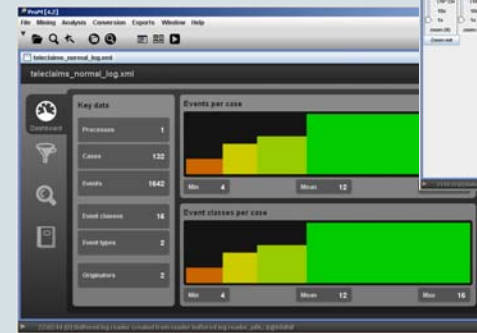 ProM [4.2]
File Mining Analysis Conversion Exports Window Help
teleclaims_normal_log.xml
teleclaims_normal_log.xml
Dashboard
Key data
Processes 1
Cases 132
Events 1642
Event classes 16
Event types 2
Originators 2
Events per case
Min 4
Mean 12
Event classes per case
Min 4
Mean 12
Max 16
Zoom out